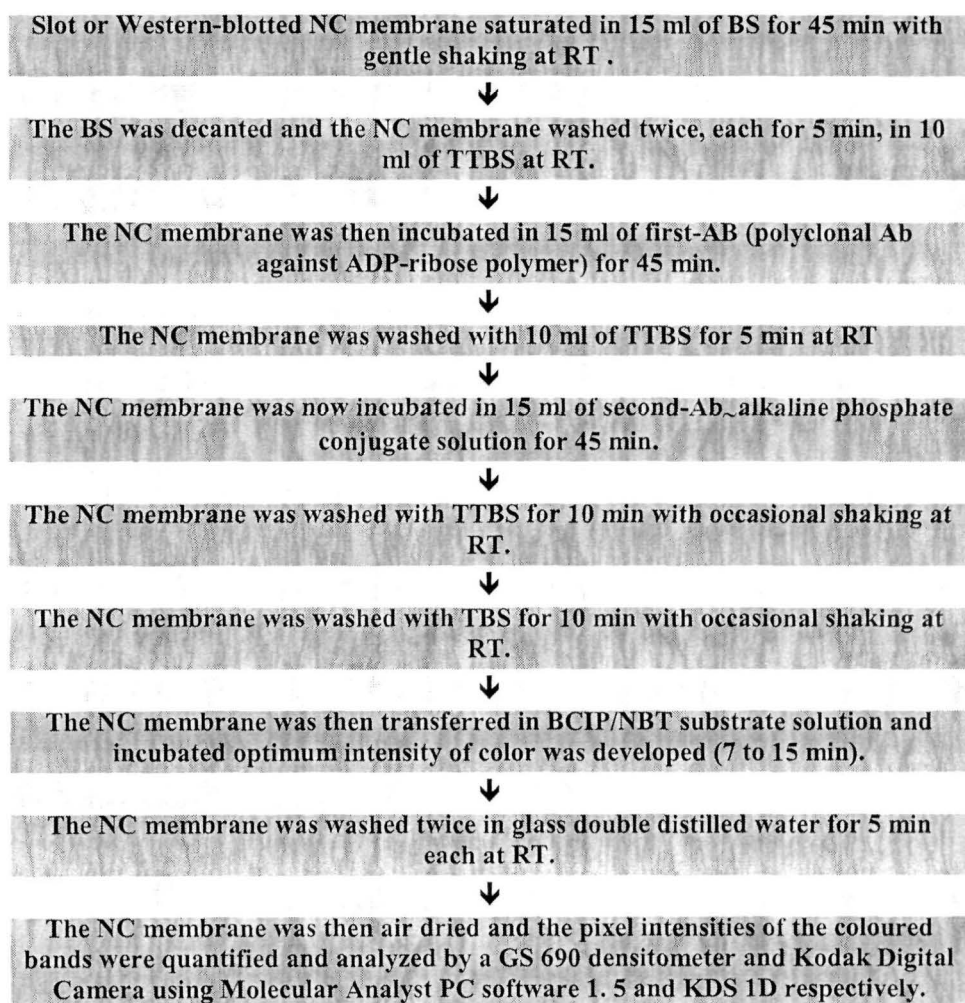 Slot or Western-blotted NC membrane saturated in 15 ml of BS for 45 min with
gentle shaking at RT .
The BS was decanted and the NC membrane washed twice, each for 5 min, in 10
ml of TTBS at RT.
The NC membrane was then incubated in 15 ml of first-AB (polyclonal Ab
against ADP-ribose polymer) for 45 min.
The NC membrane was washed with 10 ml of TTBS for 5 min at RT
The NC membrane was now incubated in 15 ml of second-Ab~alkaline phosphate
conjugate solution for 45 min.
The NC membrane was washed with TTBS for 10 min with occasional shaking at
RT.
The NC membrane was washed with TBS for 10 min with occasional shaking at
RT.
The NC membrane was then transferred in BCIP/NBT substrate solution and
incubated optimum intensity of color was developed (7 to 15 min).
The NC membrane was washed twice in glass double distilled water for 5 min
each at RT.
The NC membrane was then air dried and the pixel intensities of the coloured
bands were quantified and analyzed by a GS 690 densitometer and Kodak Digital
Camera using Molecular Analyst PC software 1. 5 and KDS 1D respectively.